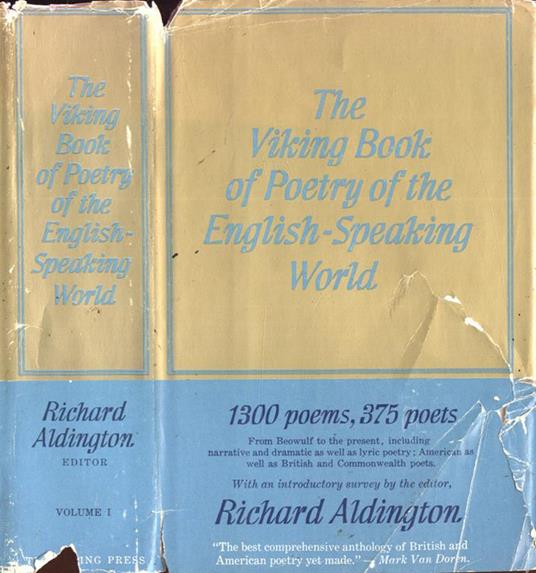 The
Viking
Book
of Poetry
of the
English-
Speaking
World
Richard
Aldington
EDITOR
VOLUME I
PRESS
The
Viking Book
of Poetry of the
English-Speaking
World
1300 poems, 375 poets
From Beowulf to the present, including
narrative and dramatic as well as lyric poetry; American as
well as British and Commonwealth poets.
With an introductory survey by the editor,
Richard Aldington
"The best comprehensive anthology of British and
American poetry yet made." — Mark Van Doren.